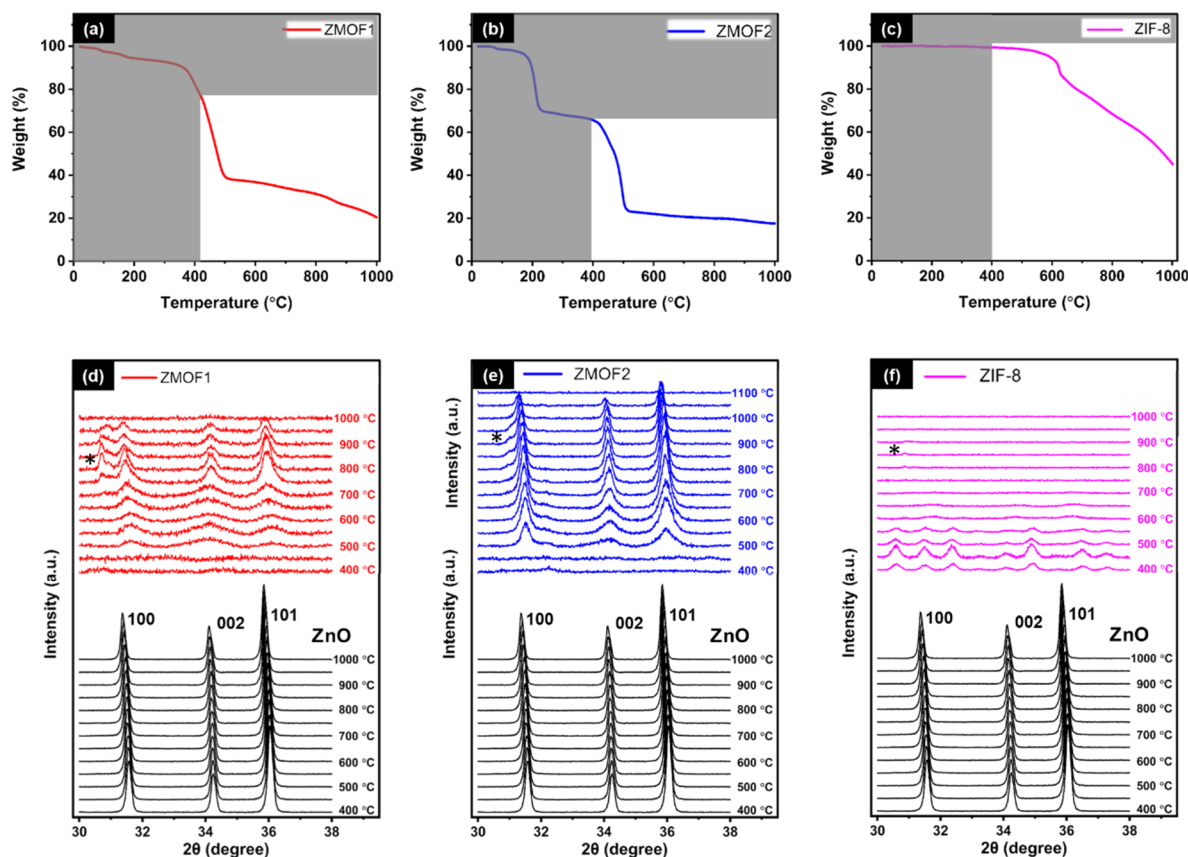 (a)
ZMOF1
100
80
60
40
20
0
Weight (%)
0 200 400 600 800 1000
Temperature (°C)
(b)
ZMOF2
100
80
60
40
20
0
Weight (%)
0 200 400 600 800 1000
Temperature (°C)
(c)
ZIF-8
100
80
60
40
20
0
Weight (%)
0 200 400 600 800 1000
Temperature (°C)
(d)
ZMOF1
1000 °C
900 °C
*
800 °C
700 °C
600 °C
500 °C
400 °C
Intensity (a.u.)
100
002
101
ZnO
1000 °C
900 °C
800 °C
700 °C
600 °C
500 °C
400 °C
30 32 34 36 38
2θ (degree)
(e)
ZMOF2
1100 °C
1000 °C
*
900 °C
800 °C
700 °C
600 °C
500 °C
400 °C
Intensity (a.u.)
Intensity (a.u.)
100
002
101
ZnO
1000 °C
900 °C
800 °C
700 °C
600 °C
500 °C
400 °C
30 32 34 36 38
2θ (degree)
(f)
ZIF-8
1000 °C
900 °C
*
800 °C
700 °C
600 °C
500 °C
400 °C
Intensity (a.u.)
100
002
101
ZnO
1000 °C
900 °C
800 °C
700 °C
600 °C
500 °C
400 °C
30 32 34 36 38
2θ (degree)